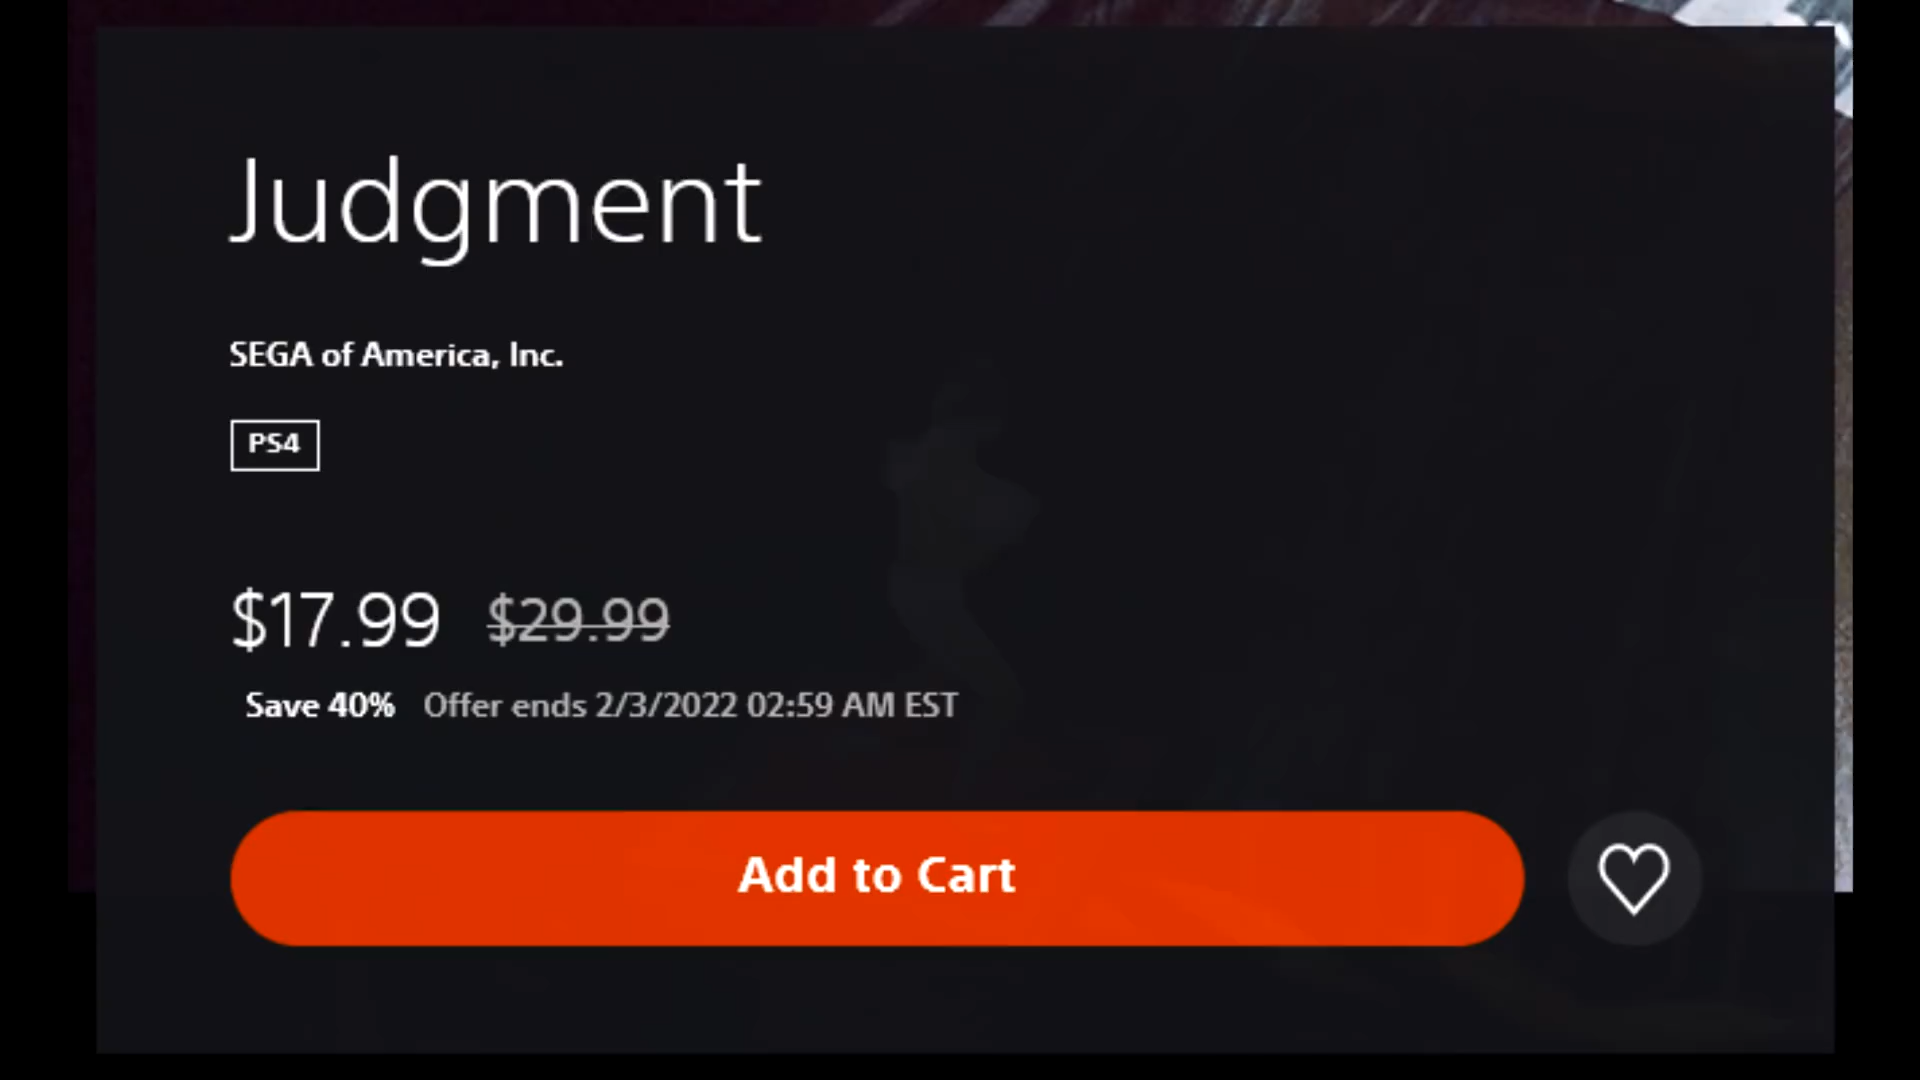 Judgment
SEGA of America, Inc.
PS4
$17.99 $29.99
Save 40% Offer ends 2/3/2022 02:59 AM EST
Add to Cart